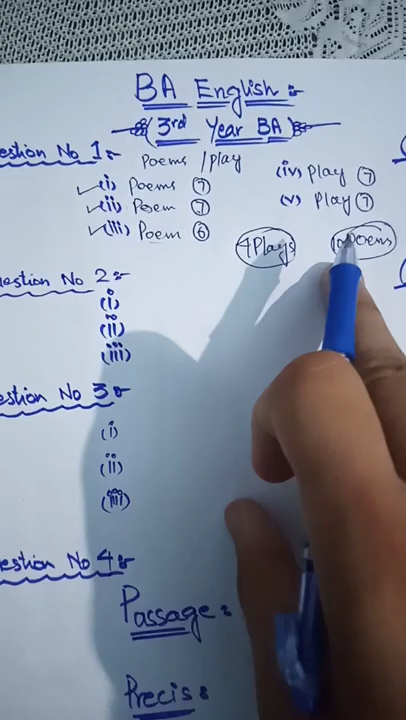 BA English :-
3rd Year BA
estion No 1:-
Poems / play
(i) Poems 7
(ii) Poem 7
(iii) Poem 6
(iv) Play 7
(v) Play 7
4 Plays
Poems
uestion No 2:-
(i)
(ii)
(iii)
estion No 3:-
(i)
(ii)
(iii)
estion No 4:-
Passage:
Precis: